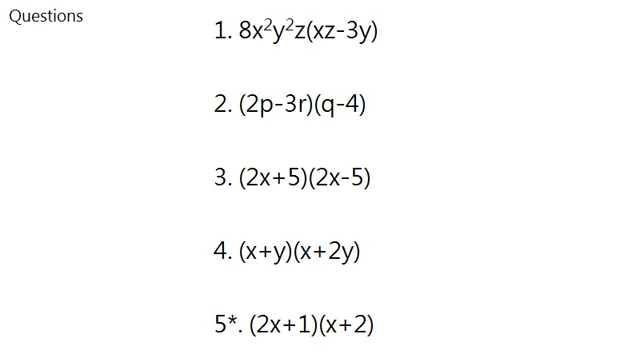 Questions
1. 8x²y²z(xz-3y)
2. (2p-3r)(q-4)
3. (2x+5)(2x-5)
4. (x+y)(x+2y)
5*. (2x+1)(x+2)